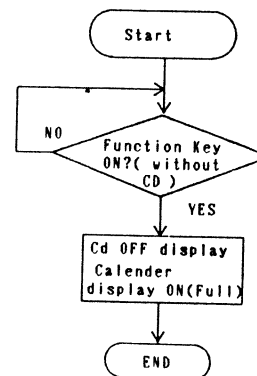 Start
NO
Function Key
ON?( without
CD )
YES
Cd OFF display
Calender
display ON(Full)
END